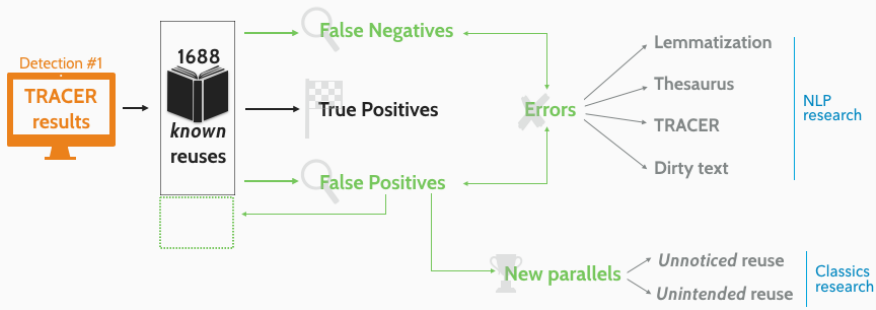 Detection #1
TRACER
results
1688
known
reuses
False Negatives
True Positives
False Positives
Errors
New parallels
Lemmatization
Thesaurus
TRACER
Dirty text
NLP
research
Unnoticed reuse
Unintended reuse
Classics
research